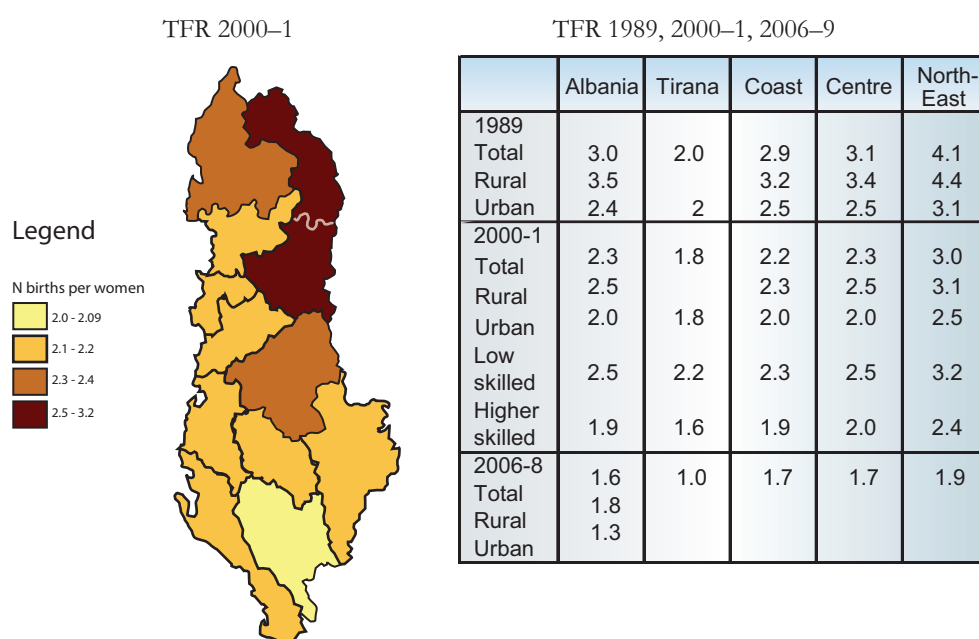 TFR 2000–1
TFR 1989, 2000–1, 2006–9
Legend
N births per women
2.0 - 2.09
2.1 - 2.2
2.3 - 2.4
2.5 - 3.2
Albania Tirana Coast Centre North-
East
1989
Total 3.0 2.0 2.9 3.1 4.1
Rural 3.5 3.2 3.4 4.4
Urban 2.4 2 2.5 2.5 3.1
2000-1
Total 2.3 1.8 2.2 2.3 3.0
Rural 2.5 2.3 2.5 3.1
Urban 2.0 1.8 2.0 2.0 2.5
Low
skilled 2.5 2.2 2.3 2.5 3.2
Higher
skilled 1.9 1.6 1.9 2.0 2.4
2006-8 1.6 1.0 1.7 1.7 1.9
Total 1.8
Rural 1.3
Urban